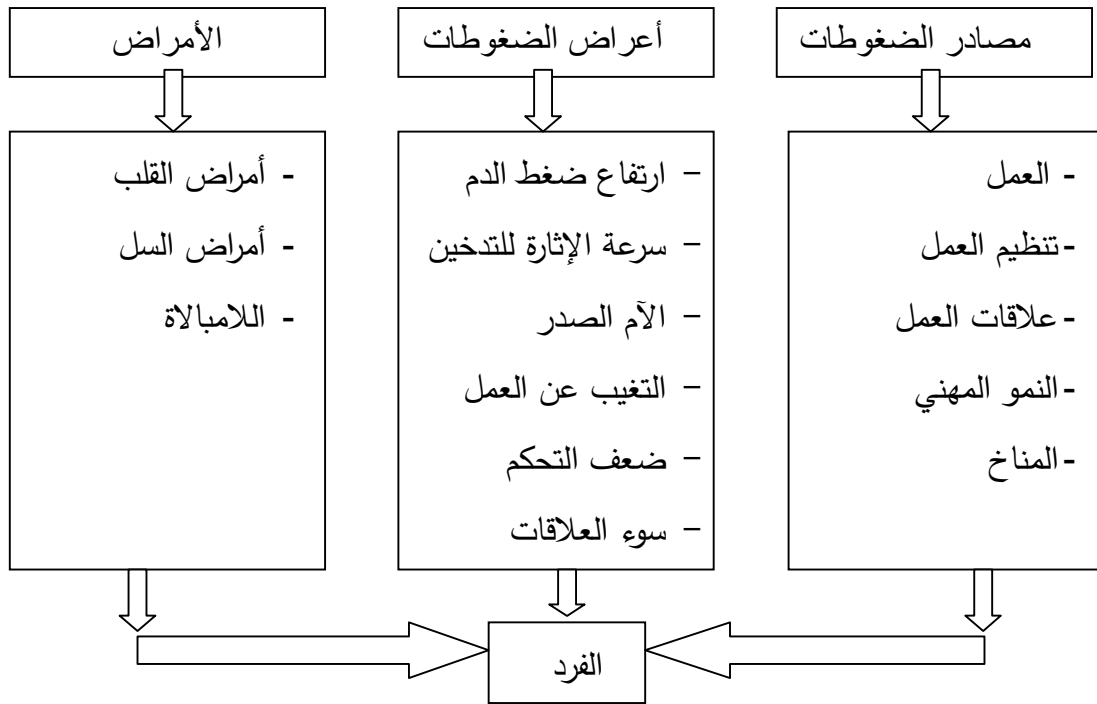 مصادر الضغوطات
- العمل
-تنظيم العمل
-علاقات العمل
-النمو المهني
-المناخ
أعراض الضغوطات
– ارتفاع ضغط الدم
– سرعة الإثارة للتدخين
– الآم الصدر
– التغيب عن العمل
– ضعف التحكم
– سوء العلاقات
الأمراض
- أمراض القلب
- أمراض السل
- اللامبالاة
الفرد